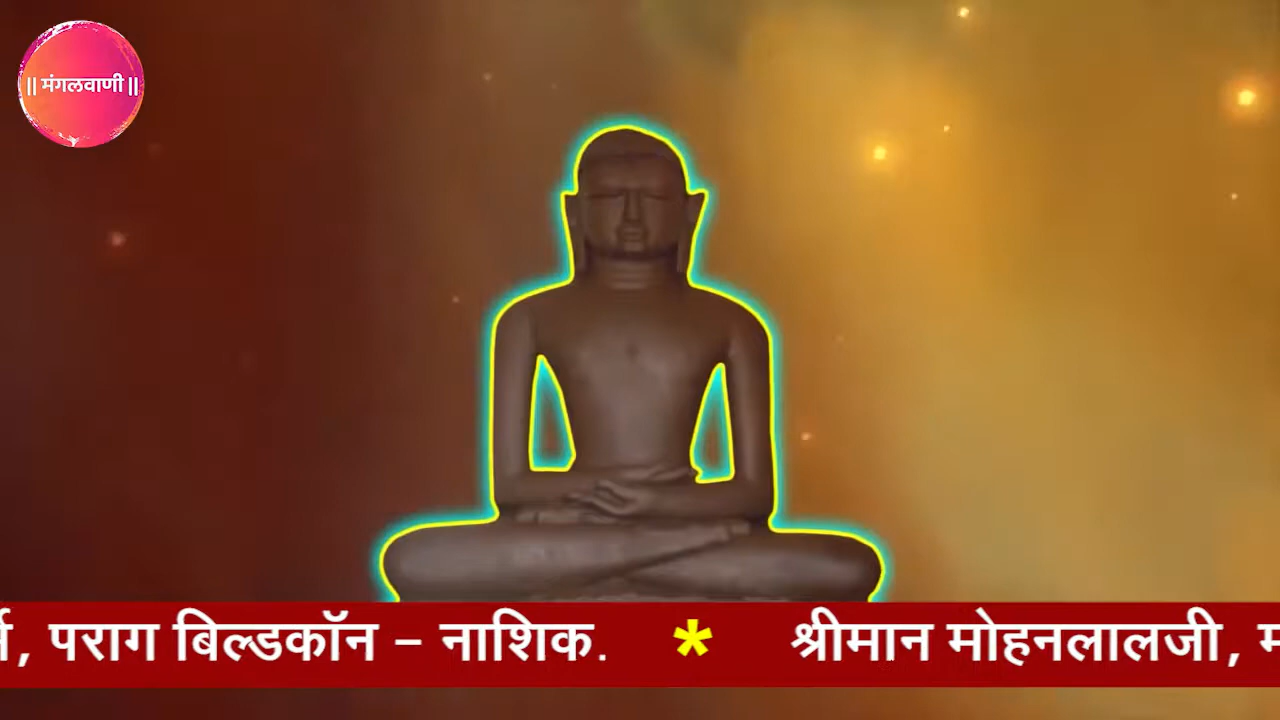 || मंगलवाणी ||
पराग बिल्डकॉन – नाशिक. * श्रीमान मोहनलालजी,